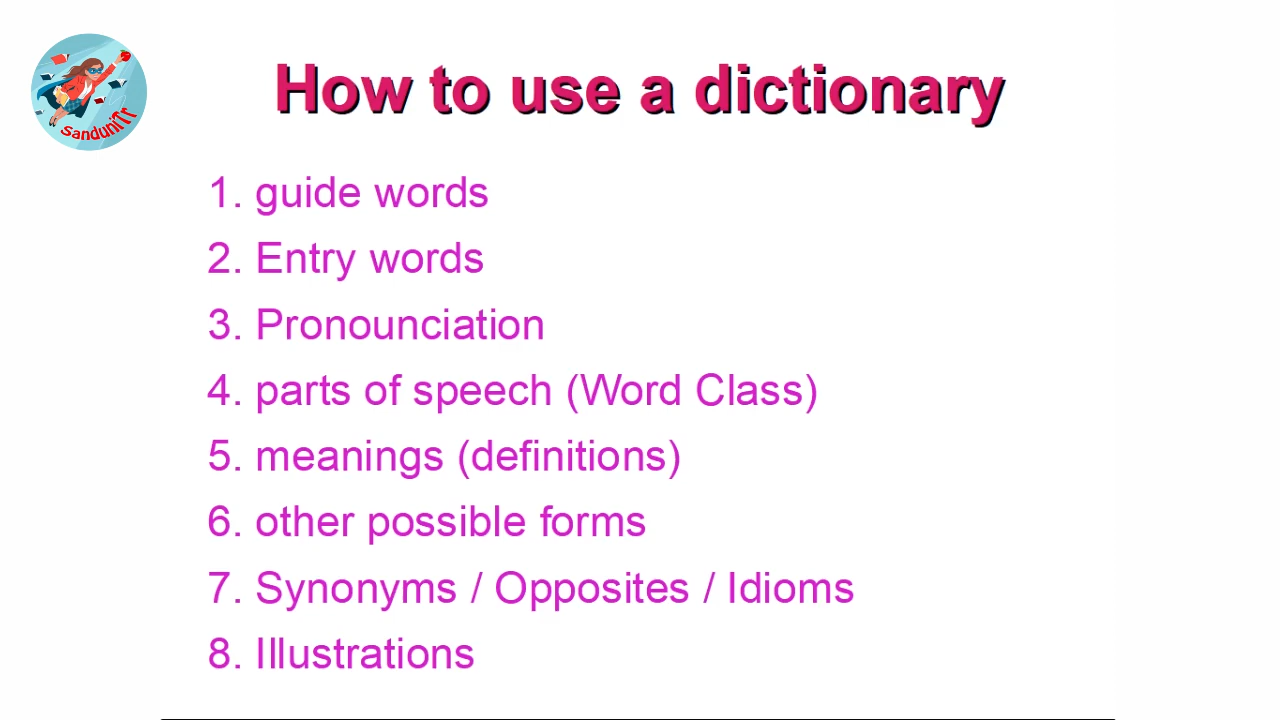 SanduniTT
How to use a dictionary
1. guide words
2. Entry words
3. Pronounciation
4. parts of speech (Word Class)
5. meanings (definitions)
6. other possible forms
7. Synonyms / Opposites / Idioms
8. Illustrations